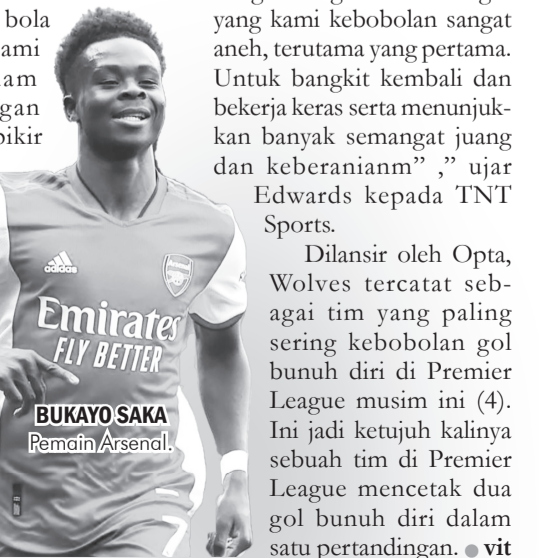 bola
ami
am
gan
pikir
adidas
Arsenal
Emirates
FLY BETTER
BUKAYO SAKA
Pemain Arsenal.
7
yang kami kebobolan sangat
aneh, terutama yang pertama.
Untuk bangkit kembali dan
bekerja keras serta menunjuk-
kan banyak semangat juang
dan keberanianm” ,” ujar
Edwards kepada TNT
Sports.
Dilansir oleh Opta,
Wolves tercatat seb-
agai tim yang paling
sering kebobolan gol
bunuh diri di Premier
League musim ini (4).
Ini jadi ketujuh kalinya
sebuah tim di Premier
League mencetak dua
gol bunuh diri dalam
satu pertandingan. ● vit